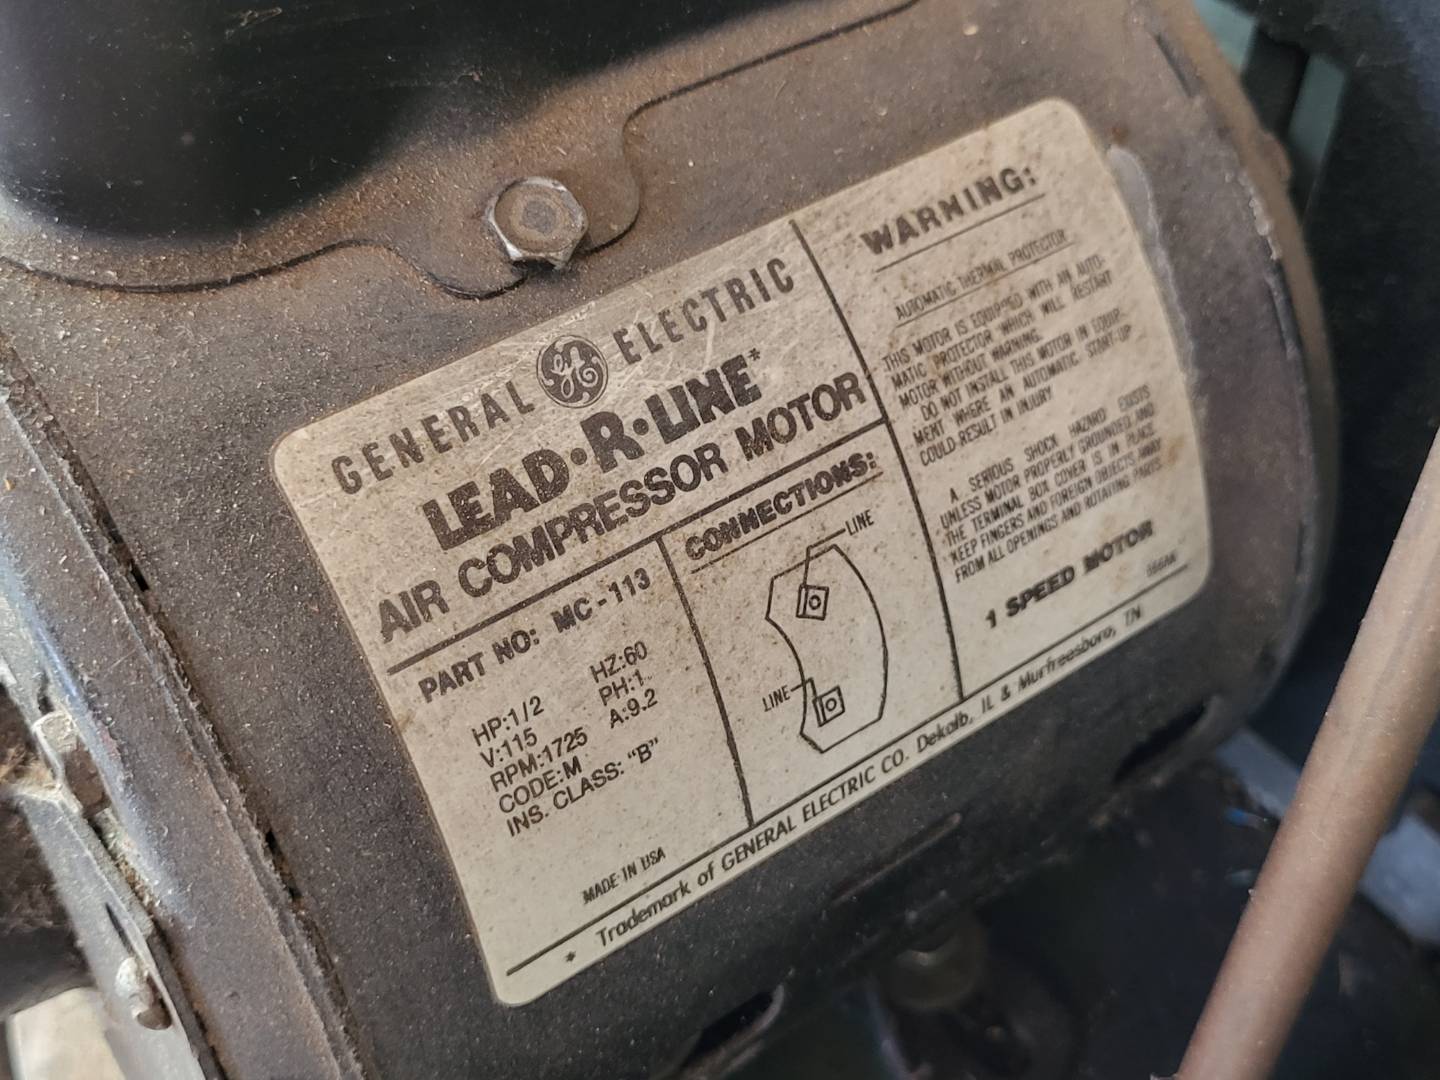 GENERAL GE ELECTRIC
LEAD·R·LINE*
AIR COMPRESSOR MOTOR
PART NO: MC-113
HP:1/2 HZ:60
V:115 PH:1
RPM:1725 A:9.2
CODE:M
INS. CLASS: "B"
MADE IN USA
CONNECTIONS:
LINE
LINE
WARNING:
AUTOMATIC THERMAL PROTECTOR
THIS MOTOR IS EQUIPPED WITH AN AUTO-
MATIC PROTECTOR WHICH WILL RESTART
MOTOR WITHOUT WARNING.
DO NOT INSTALL THIS MOTOR IN EQUIP-
MENT WHERE AN AUTOMATIC START-UP
COULD RESULT IN INJURY
A SERIOUS SHOCK HAZARD EXISTS
UNLESS MOTOR PROPERLY GROUNDED, AND
THE TERMINAL BOX COVER IS IN PLACE
KEEP FINGERS AND FOREIGN OBJECTS AWAY
FROM ALL OPENINGS AND ROTATING PARTS
1 SPEED MOTOR
* Trademark of GENERAL ELECTRIC CO. Dekalb, IL & Murfreesboro, TN